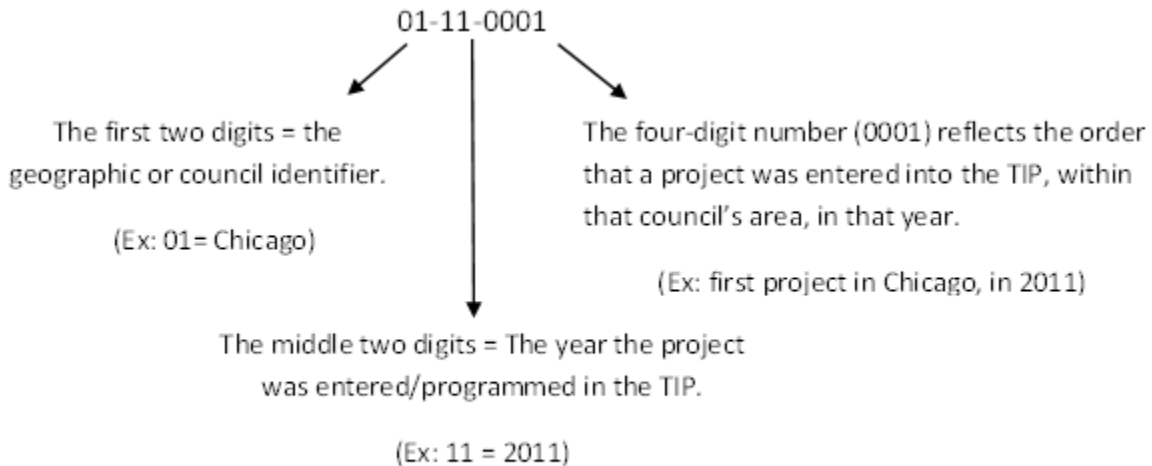 01-11-0001
The first two digits = the
geographic or council identifier.
(Ex: 01= Chicago)
The four-digit number (0001) reflects the order
that a project was entered into the TIP, within
that council's area, in that year.
(Ex: first project in Chicago, in 2011)
The middle two digits = The year the project
was entered/programmed in the TIP.
(Ex: 11 = 2011)